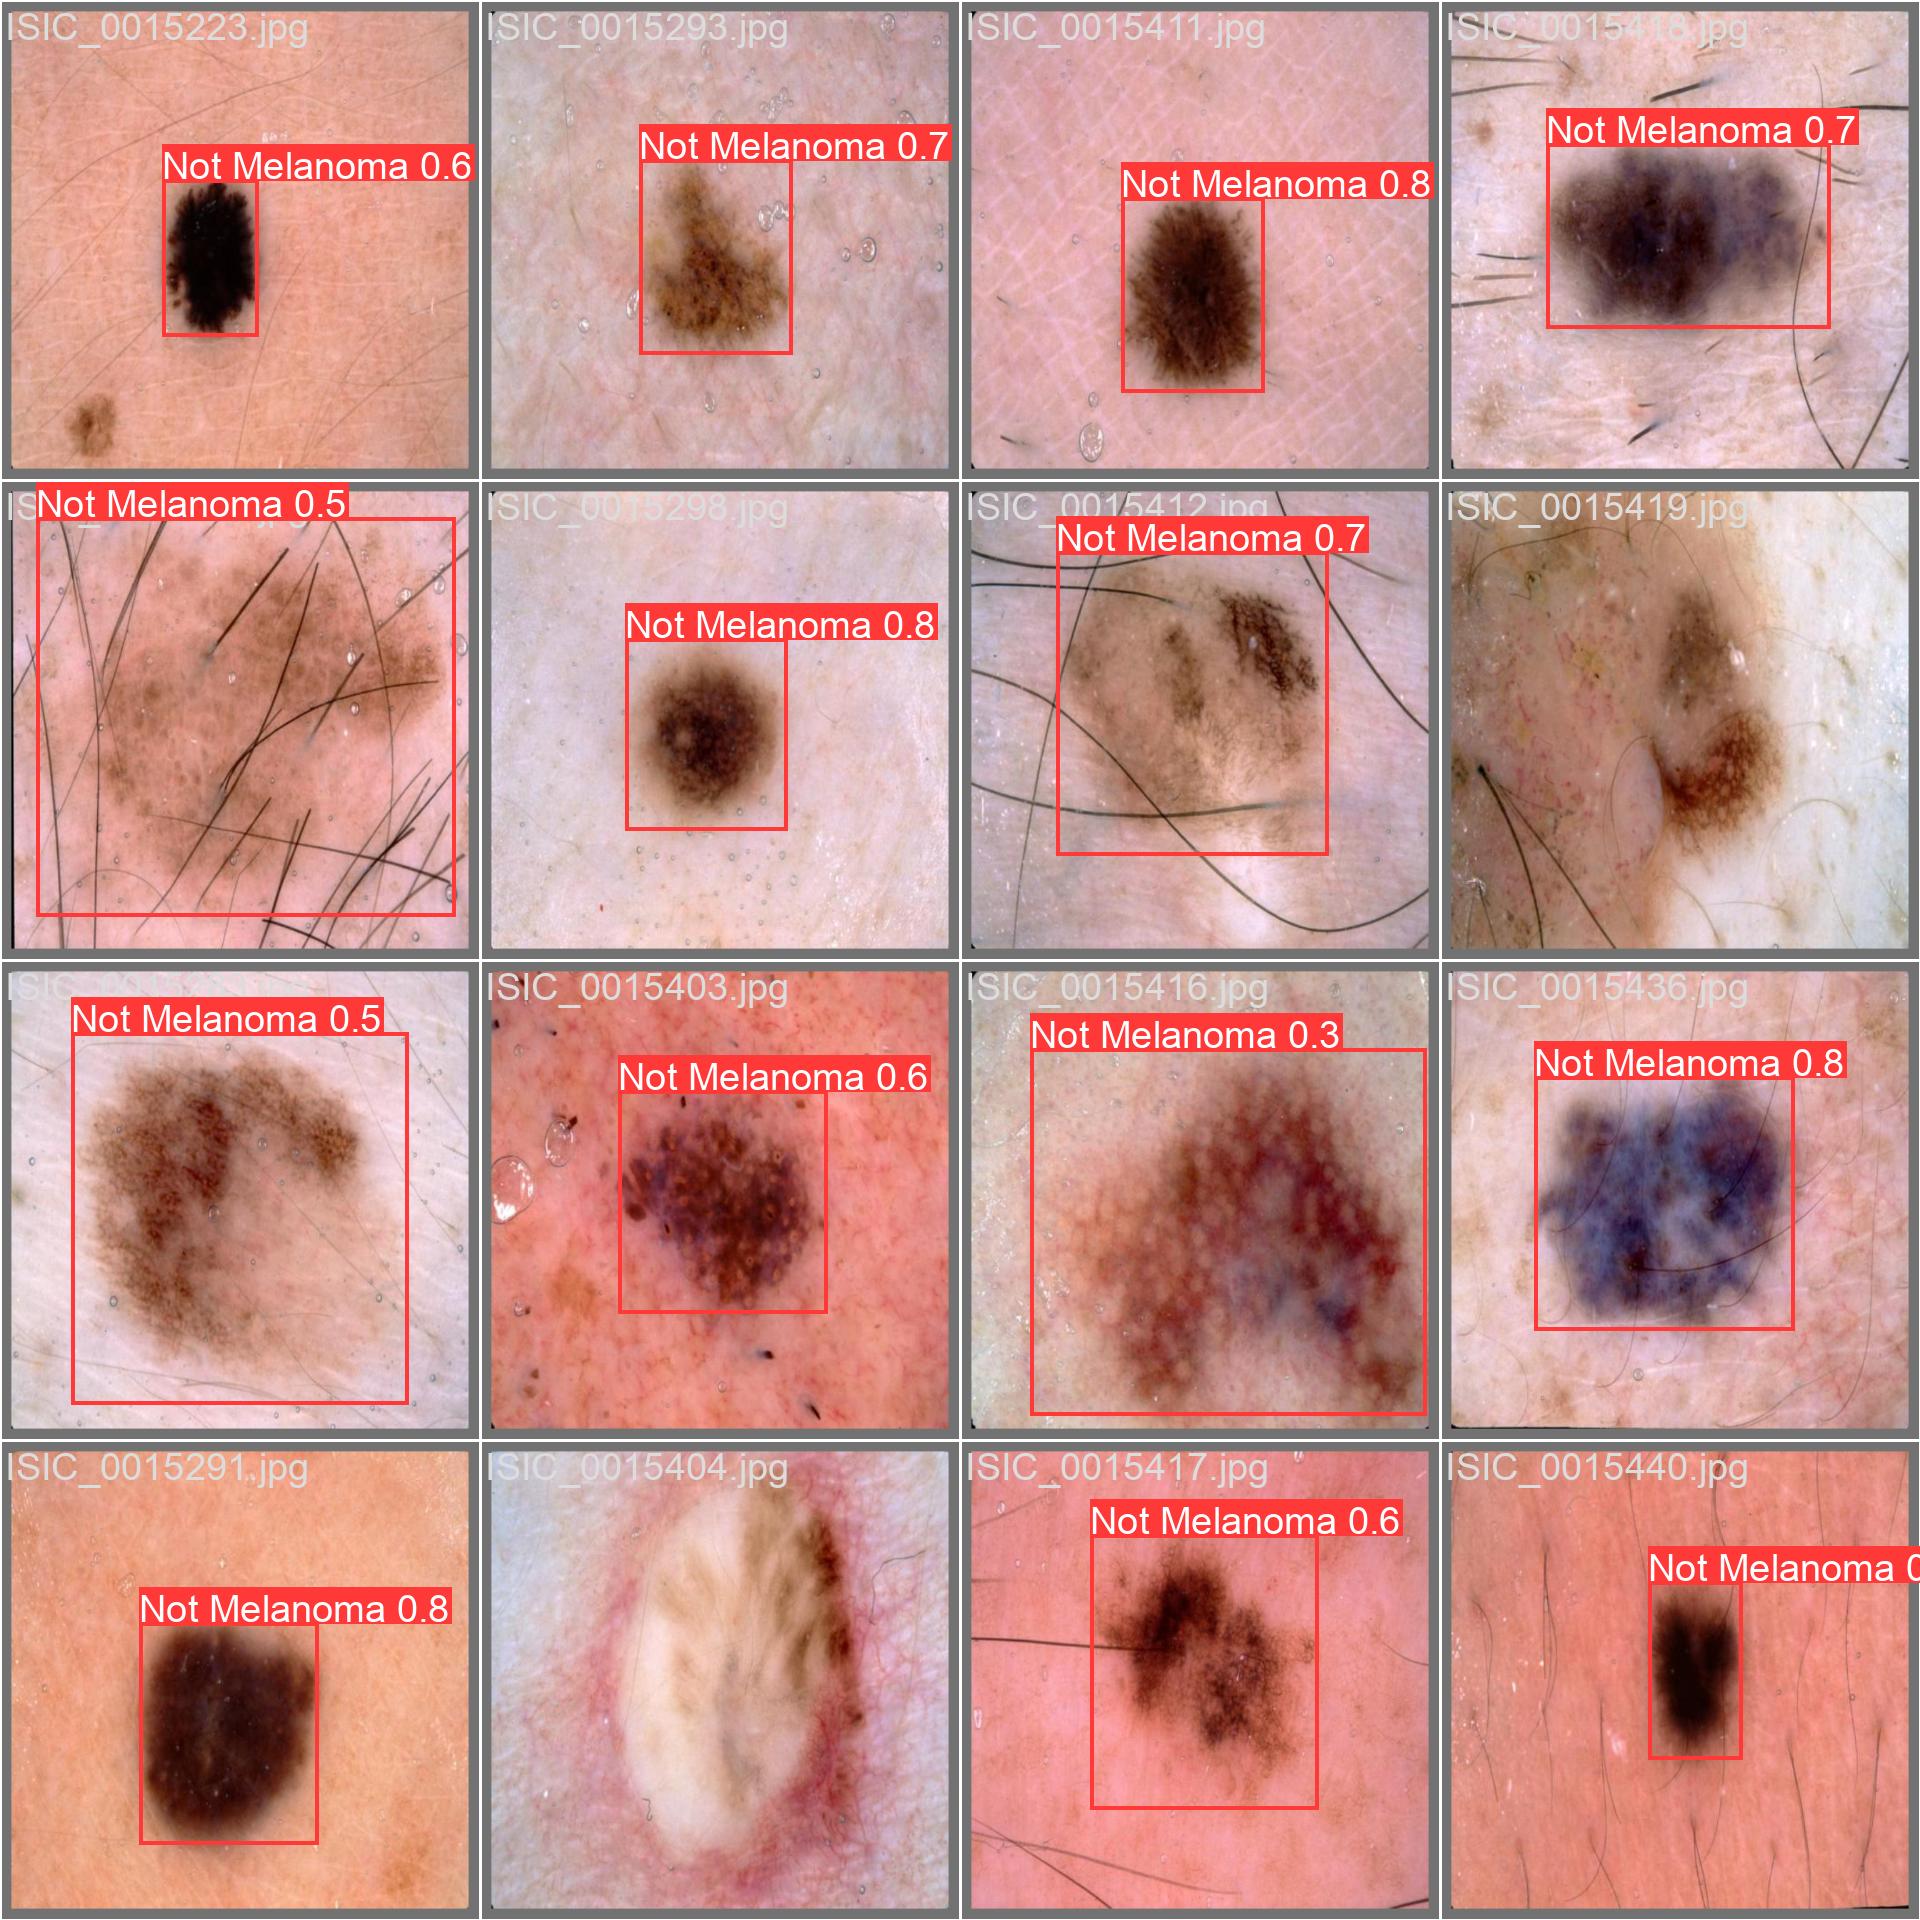 ISIC_0015223.jpg
Not Melanoma 0.6
ISIC_0015293.jpg
Not Melanoma 0.7
ISIC_0015411.jpg
Not Melanoma 0.8
ISIC_0015418.jpg
Not Melanoma 0.7
Not Melanoma 0.5
ISIC_0015298.jpg
Not Melanoma 0.8
ISIC_0015412.jpg
Not Melanoma 0.7
ISIC_0015419.jpg
Not Melanoma 0.5
ISIC_0015403.jpg
Not Melanoma 0.6
ISIC_0015416.jpg
Not Melanoma 0.3
ISIC_0015436.jpg
Not Melanoma 0.8
ISIC_0015291.jpg
Not Melanoma 0.8
ISIC_0015404.jpg
ISIC_0015417.jpg
Not Melanoma 0.6
ISIC_0015440.jpg
Not Melanoma